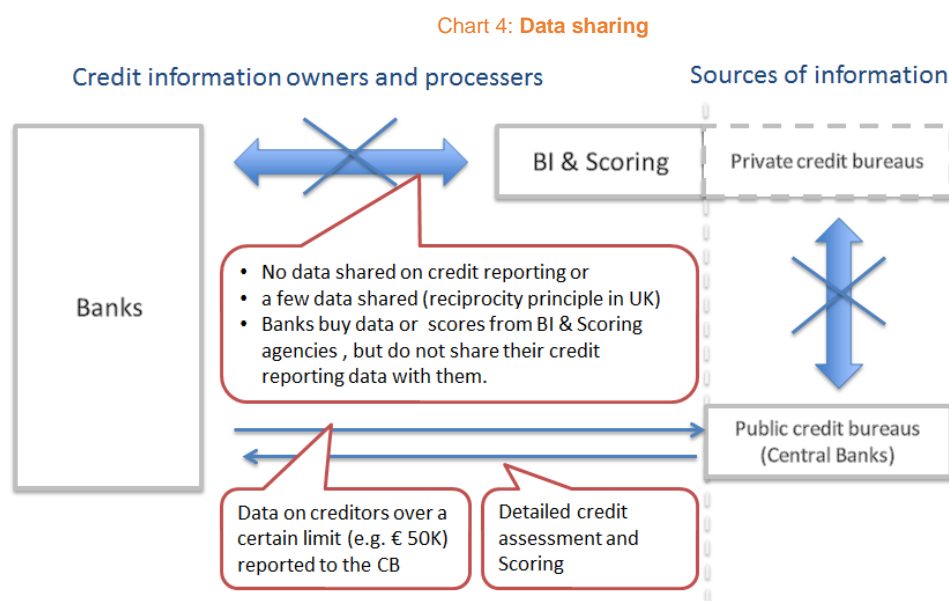 Chart 4: Data sharing
Credit information owners and processers
Sources of information
Banks
BI & Scoring
Private credit bureaus
• No data shared on credit reporting or
• a few data shared (reciprocity principle in UK)
• Banks buy data or scores from BI & Scoring
agencies , but do not share their credit
reporting data with them.
Public credit bureaus
(Central Banks)
Data on creditors over a
certain limit (e.g. € 50K)
reported to the CB
Detailed credit
assessment and
Scoring